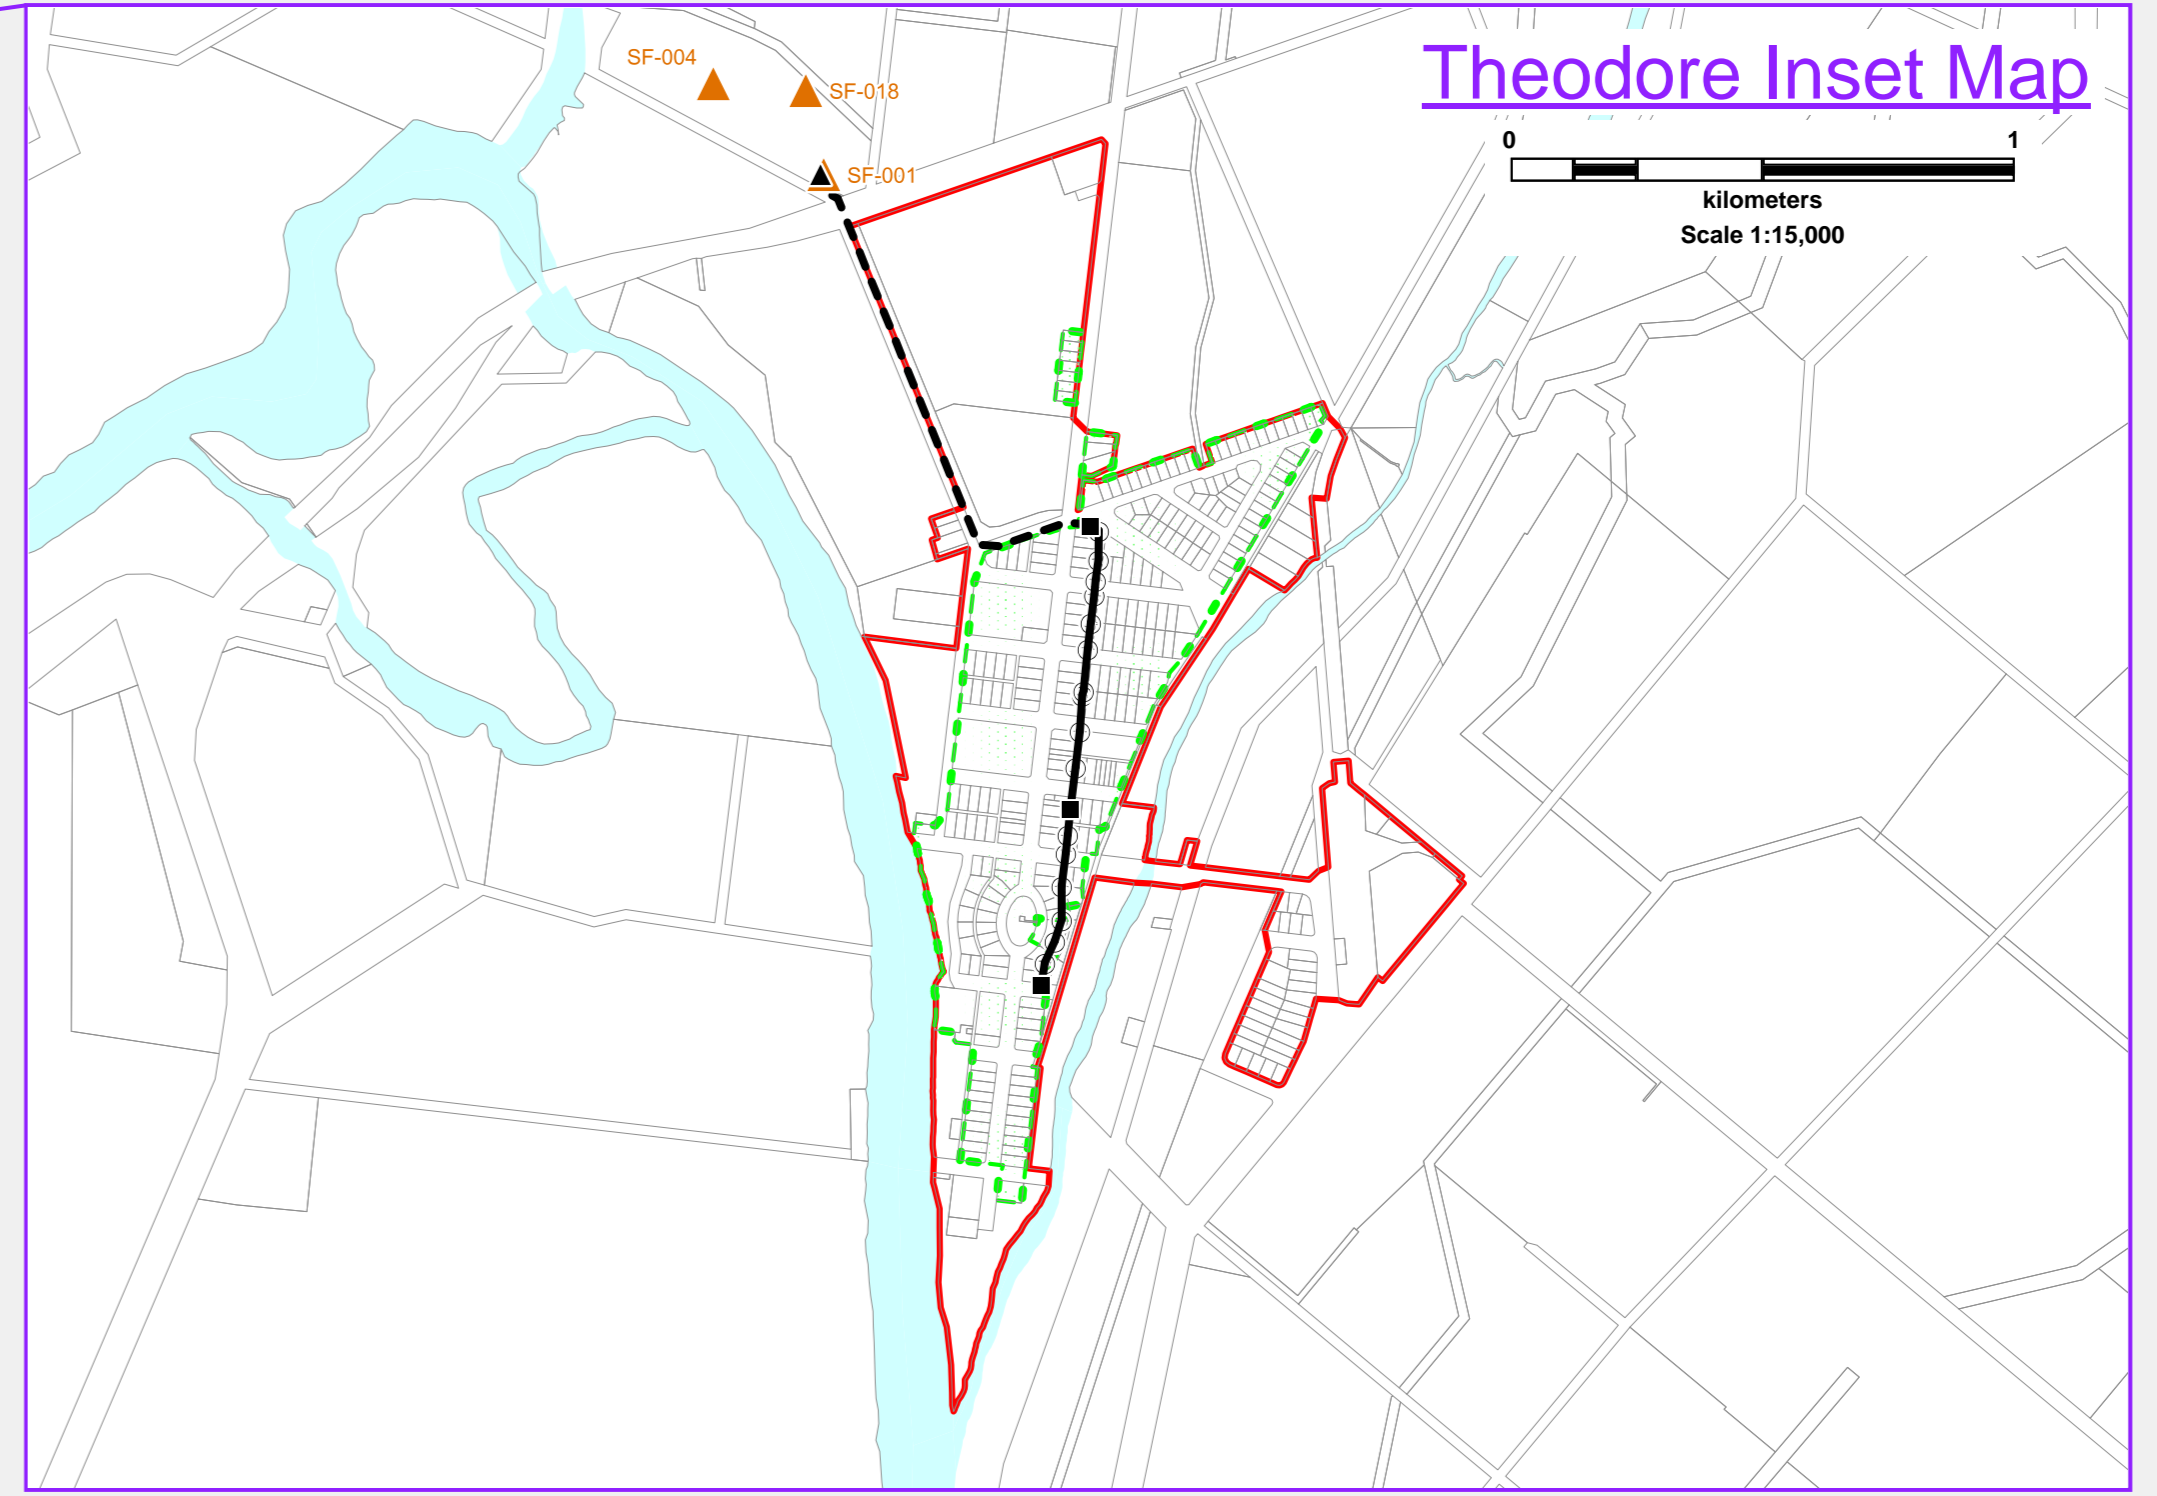 Theodore Inset Map
0 1
kilometers
Scale 1:15,000
SF-004
SF-018
SF-001